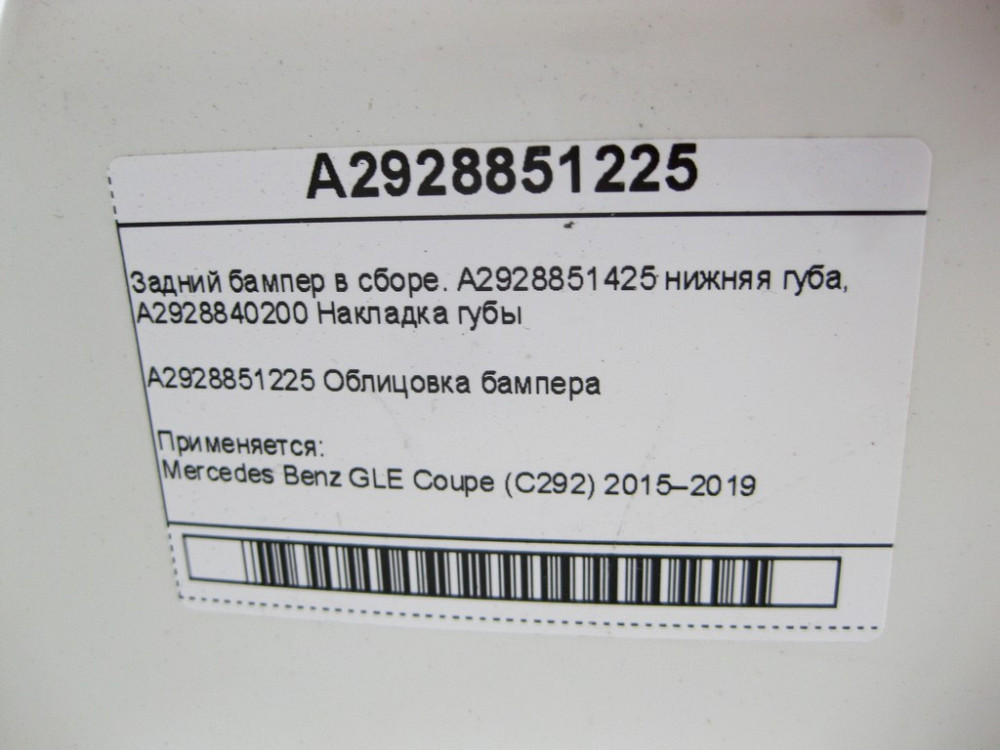 A2928851225
Задний бампер в сборе. A2928851425 нижняя губа,
A2928840200 Накладка губы
A2928851225 Облицовка бампера
Применяется:
Mercedes Benz GLE Coupe (C292) 2015–2019